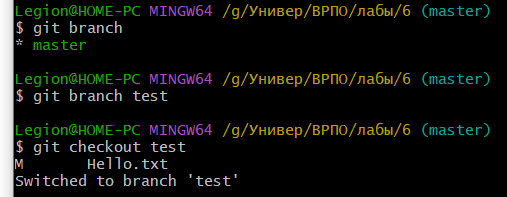 Legion@HOME-PC MINGW64 /g/Универ/ВРПО/лабы/6 (master)
$ git branch
* master
Legion@HOME-PC MINGW64 /g/Универ/ВРПО/лабы/6 (master)
$ git branch test
Legion@HOME-PC MINGW64 /g/Универ/ВРПО/лабы/6 (master)
$ git checkout test
M       Hello.txt
Switched to branch 'test'